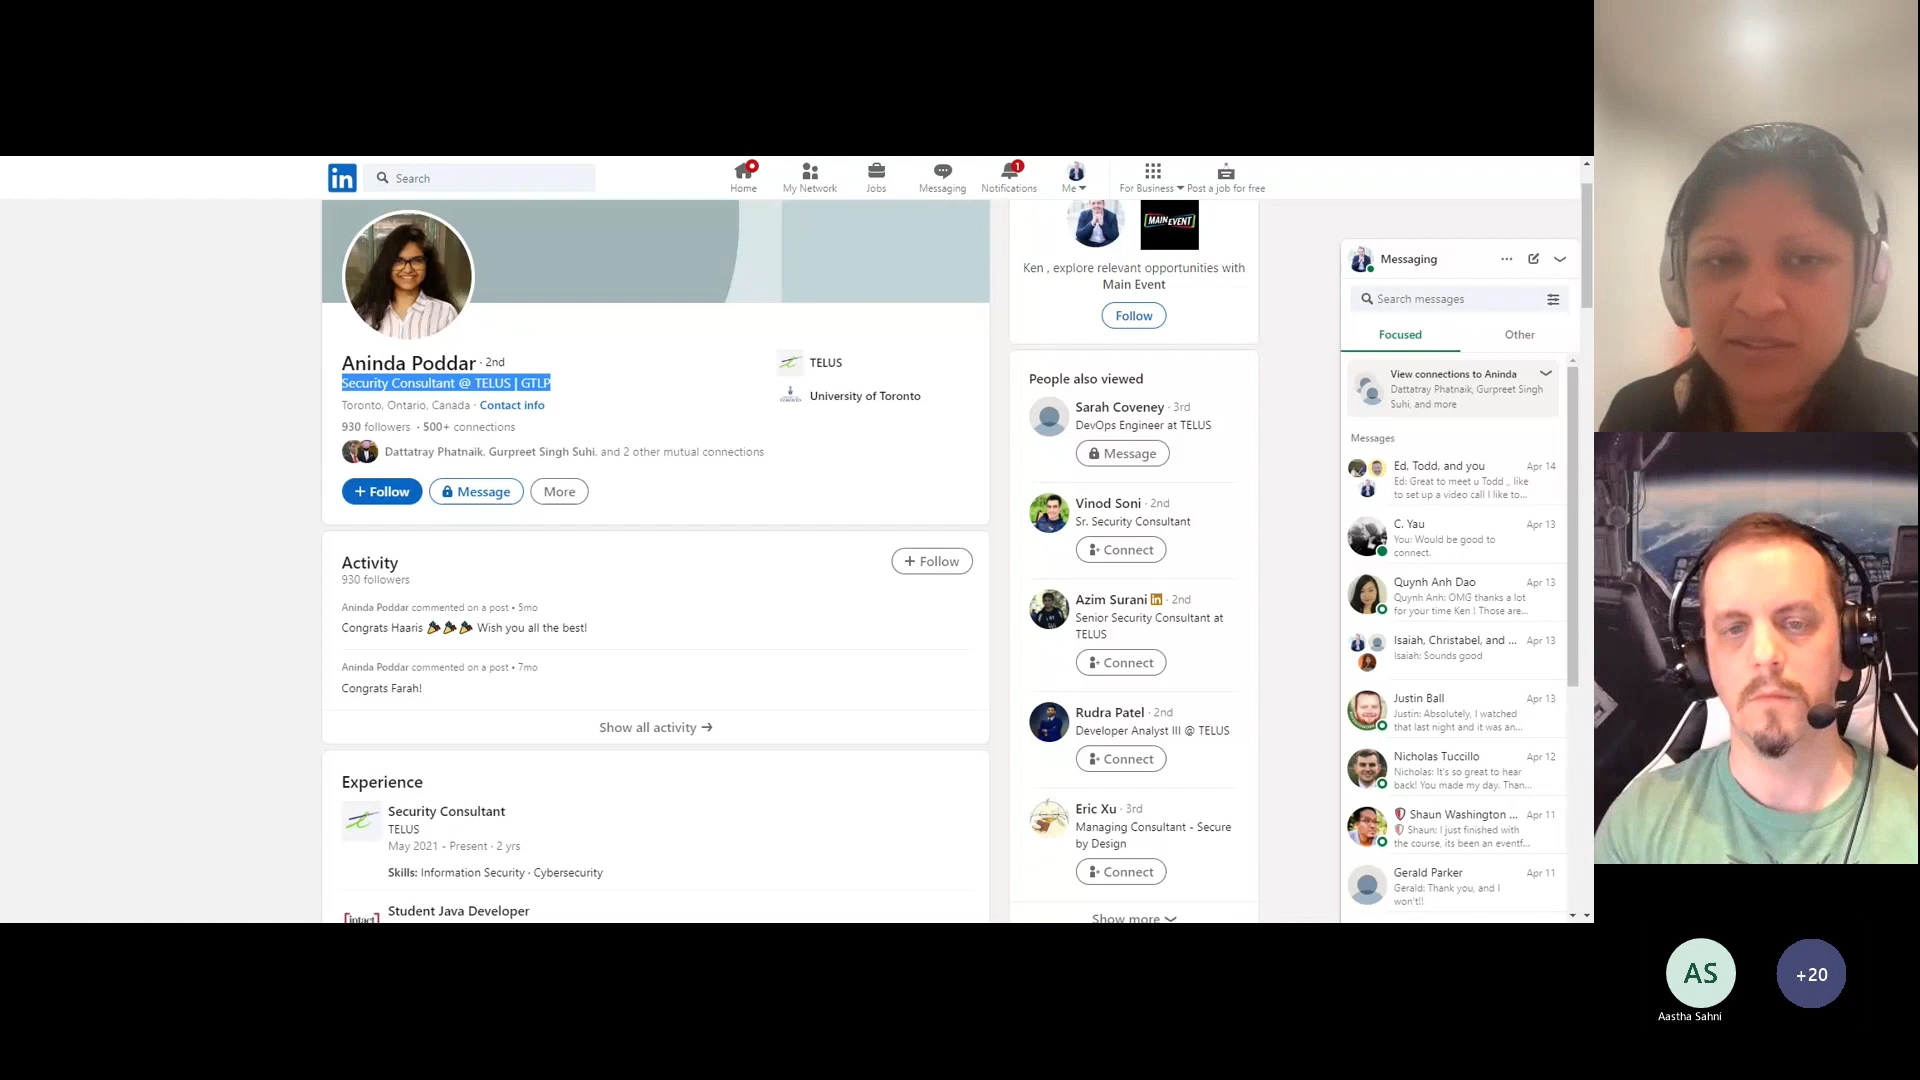 in
Search
Home
My Network
Jobs
Messaging
1
Notifications
Me
For Business
Post a job for free
Aninda Poddar · 2nd
Security Consultant @ TELUS | GTLP
Toronto, Ontario, Canada · Contact info
930 followers · 500+ connections
Dattatray Phatnaik, Gurpreet Singh Suhi, and 2 other mutual connections
+ Follow
Message
More
TELUS
University of Toronto
Activity
930 followers
+ Follow
Aninda Poddar commented on a post • 5mo
Congrats Haaris 🎉🎉🎉 Wish you all the best!
Aninda Poddar commented on a post • 7mo
Congrats Farah!
Show all activity →
Experience
Security Consultant
TELUS
May 2021 - Present · 2 yrs
Skills: Information Security · Cybersecurity
[intact]
Student Java Developer
MAIN EVENT
Ken , explore relevant opportunities with
Main Event
Follow
People also viewed
Sarah Coveney · 3rd
DevOps Engineer at TELUS
Message
Vinod Soni · 2nd
Sr. Security Consultant
Connect
Azim Surani in · 2nd
Senior Security Consultant at
TELUS
Connect
Rudra Patel · 2nd
Developer Analyst III @ TELUS
Connect
Eric Xu · 3rd
Managing Consultant - Secure
by Design
Connect
Show more
Messaging
Search messages
Focused
Other
View connections to Aninda
Dattatray Phatnaik, Gurpreet Singh
Suhi, and more
Messages
Ed, Todd, and you Apr 14
Ed: Great to meet u Todd ,, like
to set up a video call I like to...
C. Yau Apr 13
You: Would be good to
connect.
Quynh Anh Dao Apr 13
Quynh Anh: OMG thanks a lot
for your time Ken ! Those are...
Isaiah, Christabel, and ... Apr 13
Isaiah: Sounds good
Justin Ball Apr 13
Justin: Absolutely, I watched
that last night and it was an...
Nicholas Tuccillo Apr 12
Nicholas: It's so great to hear
back! You made my day. Than...
Shaun Washington ... Apr 11
Shaun: I just finished with
the course, its been an eventf...
Gerald Parker Apr 11
Gerald: Thank you, and I
won't!!
AS
Aastha Sahni
+20